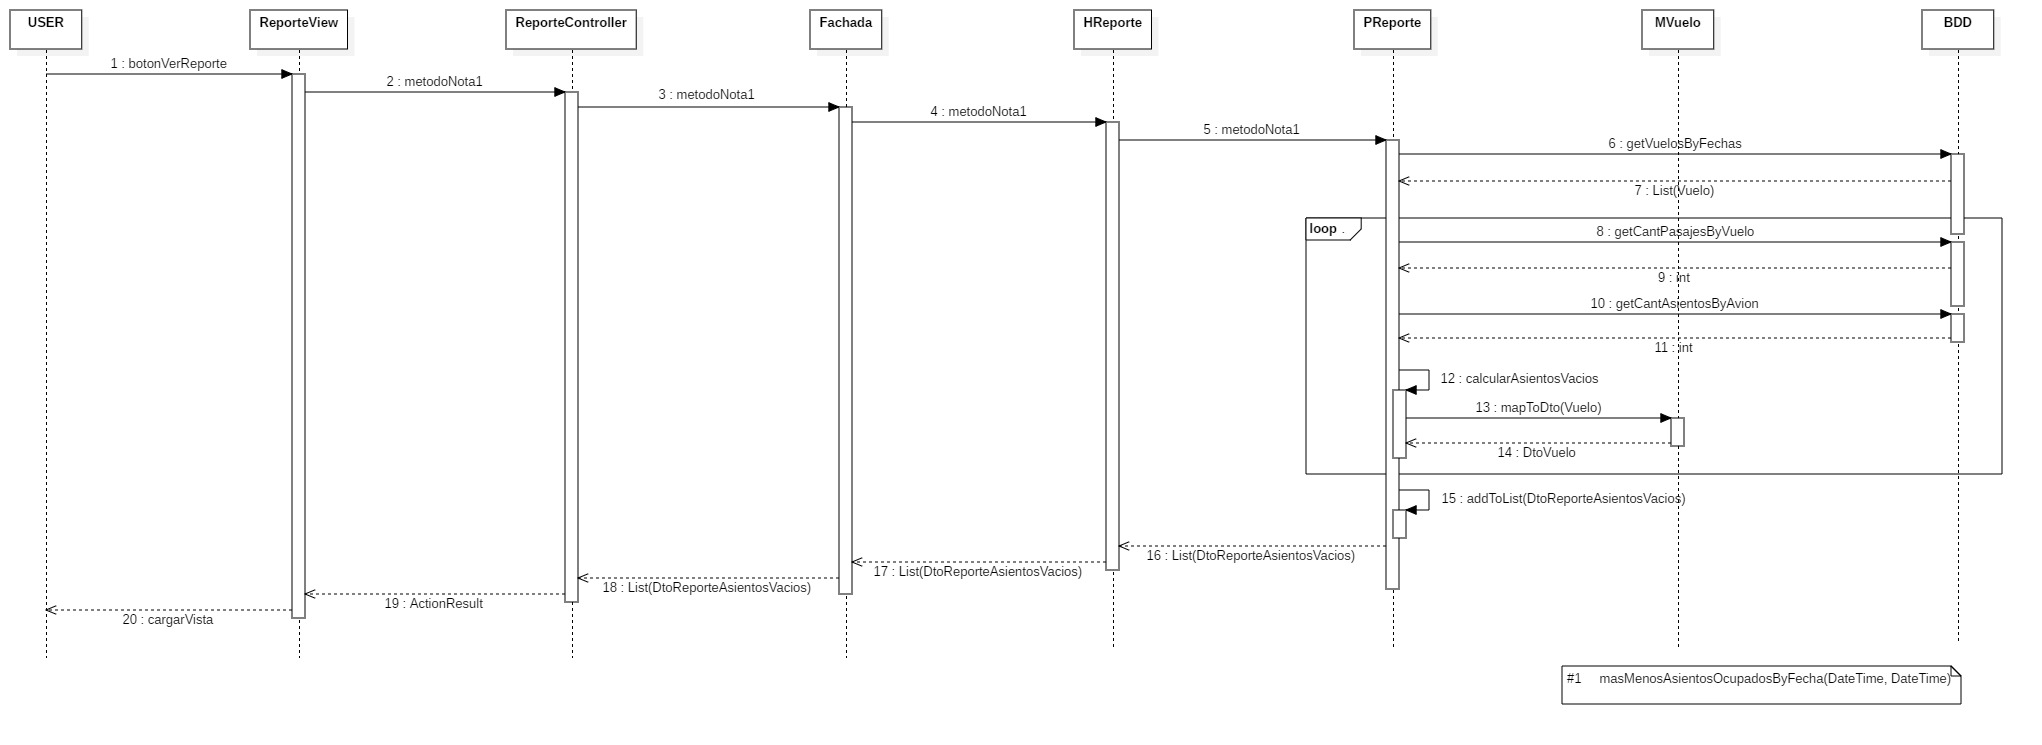 USER
ReporteView
ReporteController
Fachada
HReporte
PReporte
MVuelo
BDD
1 : botonVerReporte
2 : metodoNota1
3 : metodoNota1
4 : metodoNota1
5 : metodoNota1
6 : getVuelosByFechas
7 : List(Vuelo)
loop .
8 : getCantPasajesByVuelo
9 : int
10 : getCantAsientosByAvion
11 : int
12 : calcularAsientosVacios
13 : mapToDto(Vuelo)
14 : DtoVuelo
15 : addToList(DtoReporteAsientosVacios)
16 : List(DtoReporteAsientosVacios)
17 : List(DtoReporteAsientosVacios)
18 : List(DtoReporteAsientosVacios)
19 : ActionResult
20 : cargarVista
#1 masMenosAsientosOcupadosByFecha(DateTime, DateTime)